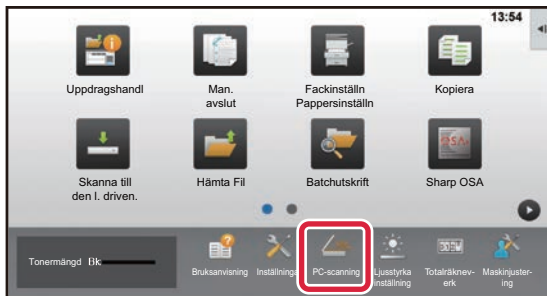 13:54
Uppdragshandl
Man.
avslut
Fackinställn
Pappersinställn
Kopiera
Skanna till
den l. driven.
Hämta Fil
Batchutskrift
Sharp OSA
Tonermängd Bk
Bruksanvisning
Inställninga
PC-scanning
Ljusstyrka
inställning
Totalräknev-
erk
Maskinjuster-
ing